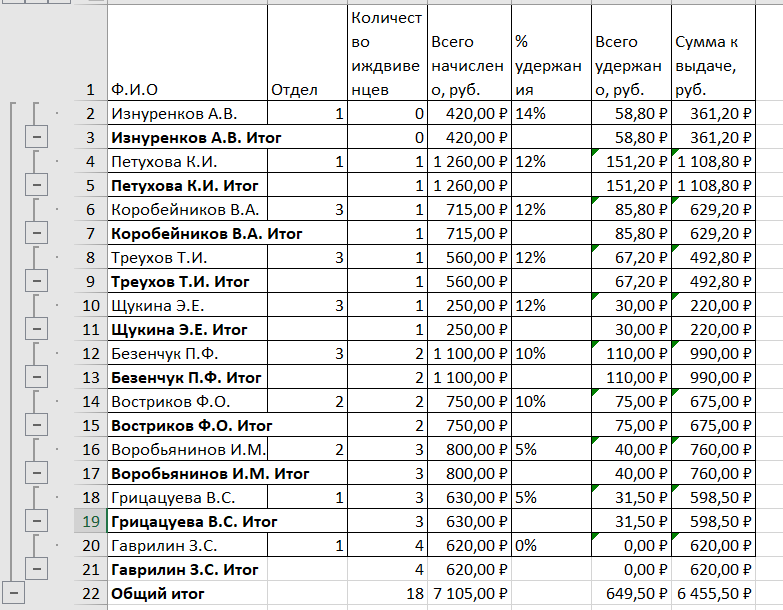 1 Ф.И.О Отдел Количест во иждиве нцев Всего начислен о, руб. % удержан ия Всего удержан о, руб. Сумма к выдаче, руб.
2 Изнуренков А.В. 1 0 420,00 ₽ 14% 58,80 ₽ 361,20 ₽
3 Изнуренков А.В. Итог 0 420,00 ₽ 58,80 ₽ 361,20 ₽
4 Петухова К.И. 1 1 1 260,00 ₽ 12% 151,20 ₽ 1 108,80 ₽
5 Петухова К.И. Итог 1 1 260,00 ₽ 151,20 ₽ 1 108,80 ₽
6 Коробейников В.А. 3 1 715,00 ₽ 12% 85,80 ₽ 629,20 ₽
7 Коробейников В.А. Итог 1 715,00 ₽ 85,80 ₽ 629,20 ₽
8 Треухов Т.И. 3 1 560,00 ₽ 12% 67,20 ₽ 492,80 ₽
9 Треухов Т.И. Итог 1 560,00 ₽ 67,20 ₽ 492,80 ₽
10 Щукина Э.Е. 3 1 250,00 ₽ 12% 30,00 ₽ 220,00 ₽
11 Щукина Э.Е. Итог 1 250,00 ₽ 30,00 ₽ 220,00 ₽
12 Безенчук П.Ф. 3 2 1 100,00 ₽ 10% 110,00 ₽ 990,00 ₽
13 Безенчук П.Ф. Итог 2 1 100,00 ₽ 110,00 ₽ 990,00 ₽
14 Востриков Ф.О. 2 2 750,00 ₽ 10% 75,00 ₽ 675,00 ₽
15 Востриков Ф.О. Итог 2 750,00 ₽ 75,00 ₽ 675,00 ₽
16 Воробьянинов И.М. 2 3 800,00 ₽ 5% 40,00 ₽ 760,00 ₽
17 Воробьянинов И.М. Итог 3 800,00 ₽ 40,00 ₽ 760,00 ₽
18 Грицацуева В.С. 1 3 630,00 ₽ 5% 31,50 ₽ 598,50 ₽
19 Грицацуева В.С. Итог 3 630,00 ₽ 31,50 ₽ 598,50 ₽
20 Гаврилин З.С. 1 4 620,00 ₽ 0% 0,00 ₽ 620,00 ₽
21 Гаврилин З.С. Итог 4 620,00 ₽ 0,00 ₽ 620,00 ₽
22 Общий итог 18 7 105,00 ₽ 649,50 ₽ 6 455,50 ₽